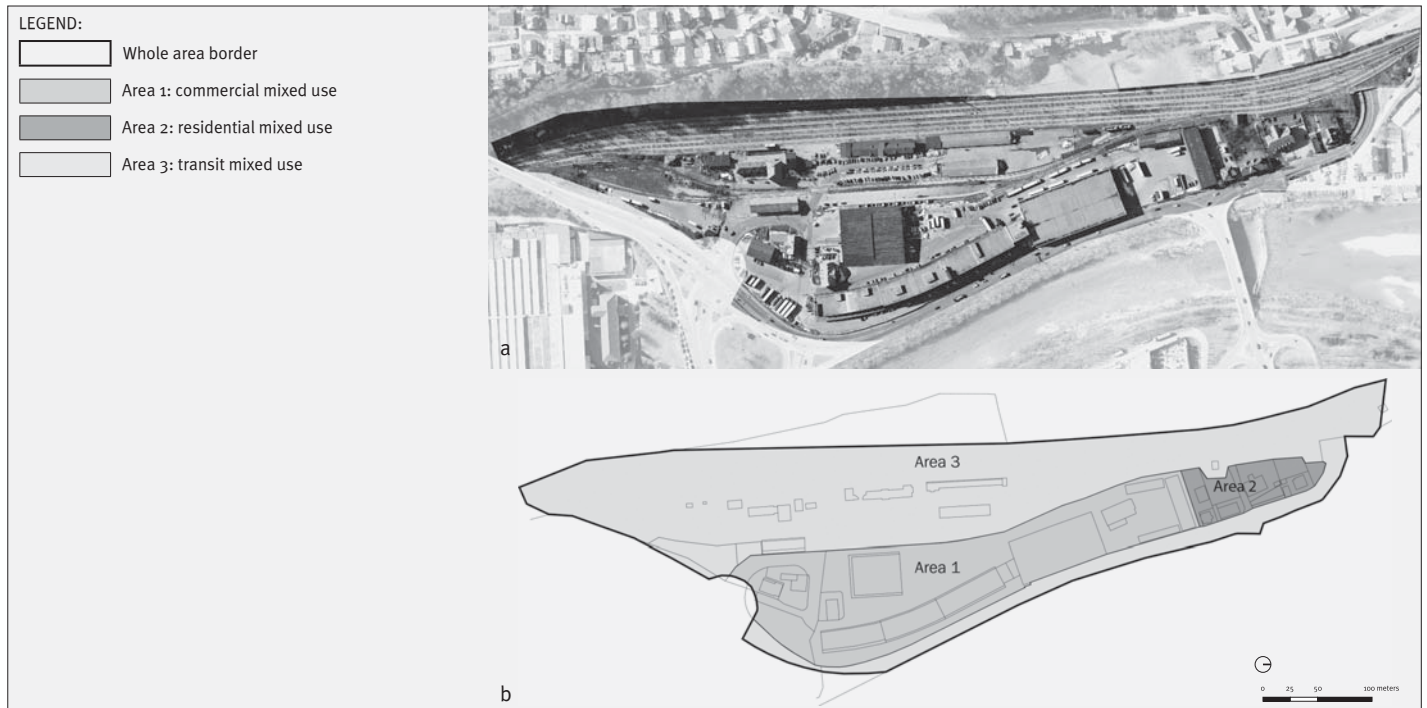 LEGEND:
Whole area border
Area 1: commercial mixed use
Area 2: residential mixed use
Area 3: transit mixed use
a
Area 3
Area 2
Area 1
b
0 25 50 100 meters